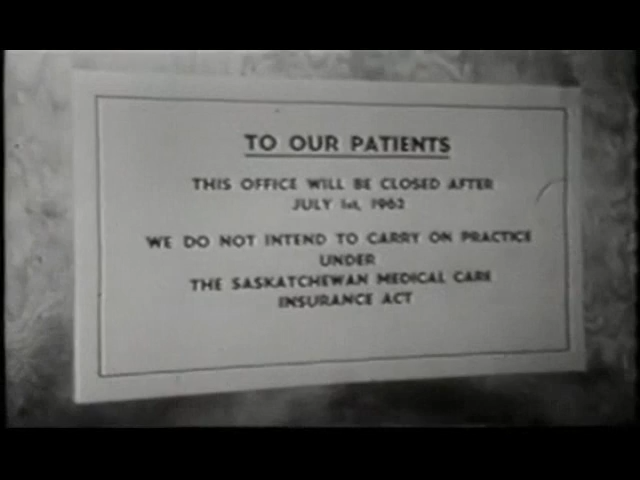 TO OUR PATIENTS
THIS OFFICE WILL BE CLOSED AFTER
JULY 1st, 1962
WE DO NOT INTEND TO CARRY ON PRACTICE
UNDER
THE SASKATCHEWAN MEDICAL CARE
INSURANCE ACT